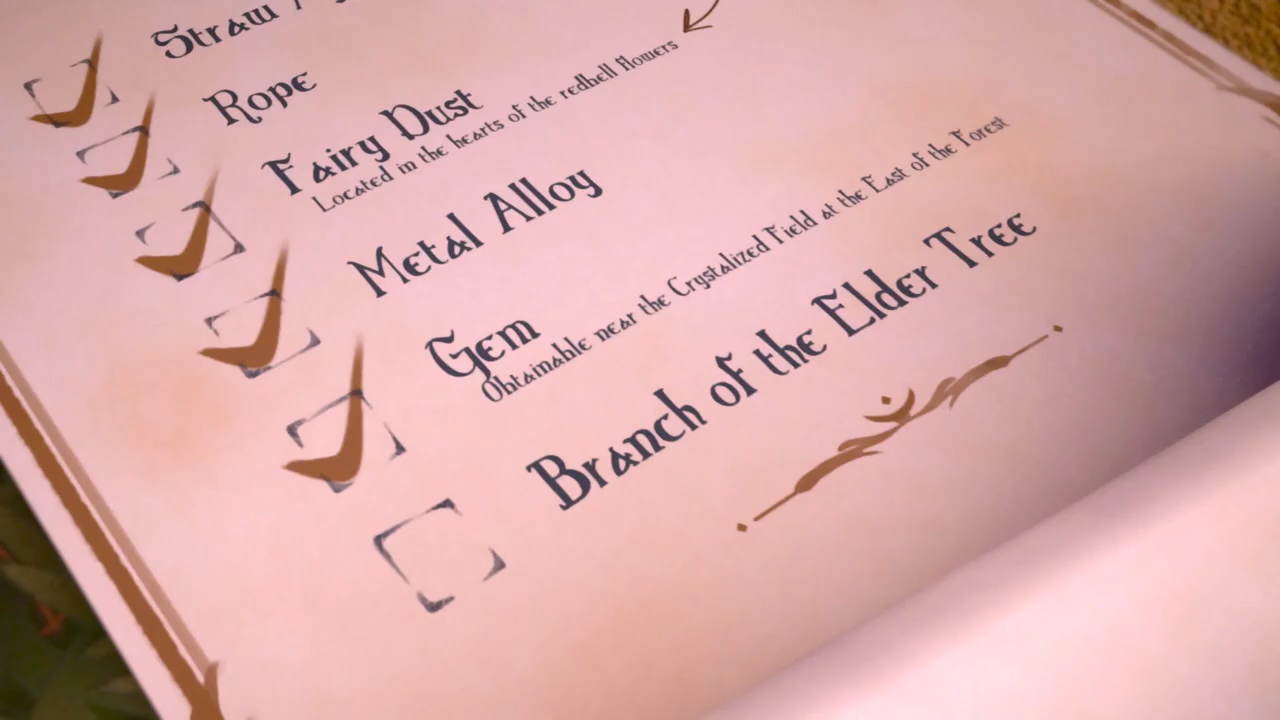 Straw /
Rope
Fairy Dust
Located in the hearts of the redbell flowers
Metal Alloy
Gem
Obtainable near the Crystalized Field at the East of the Forest
Branch of the Elder Tree